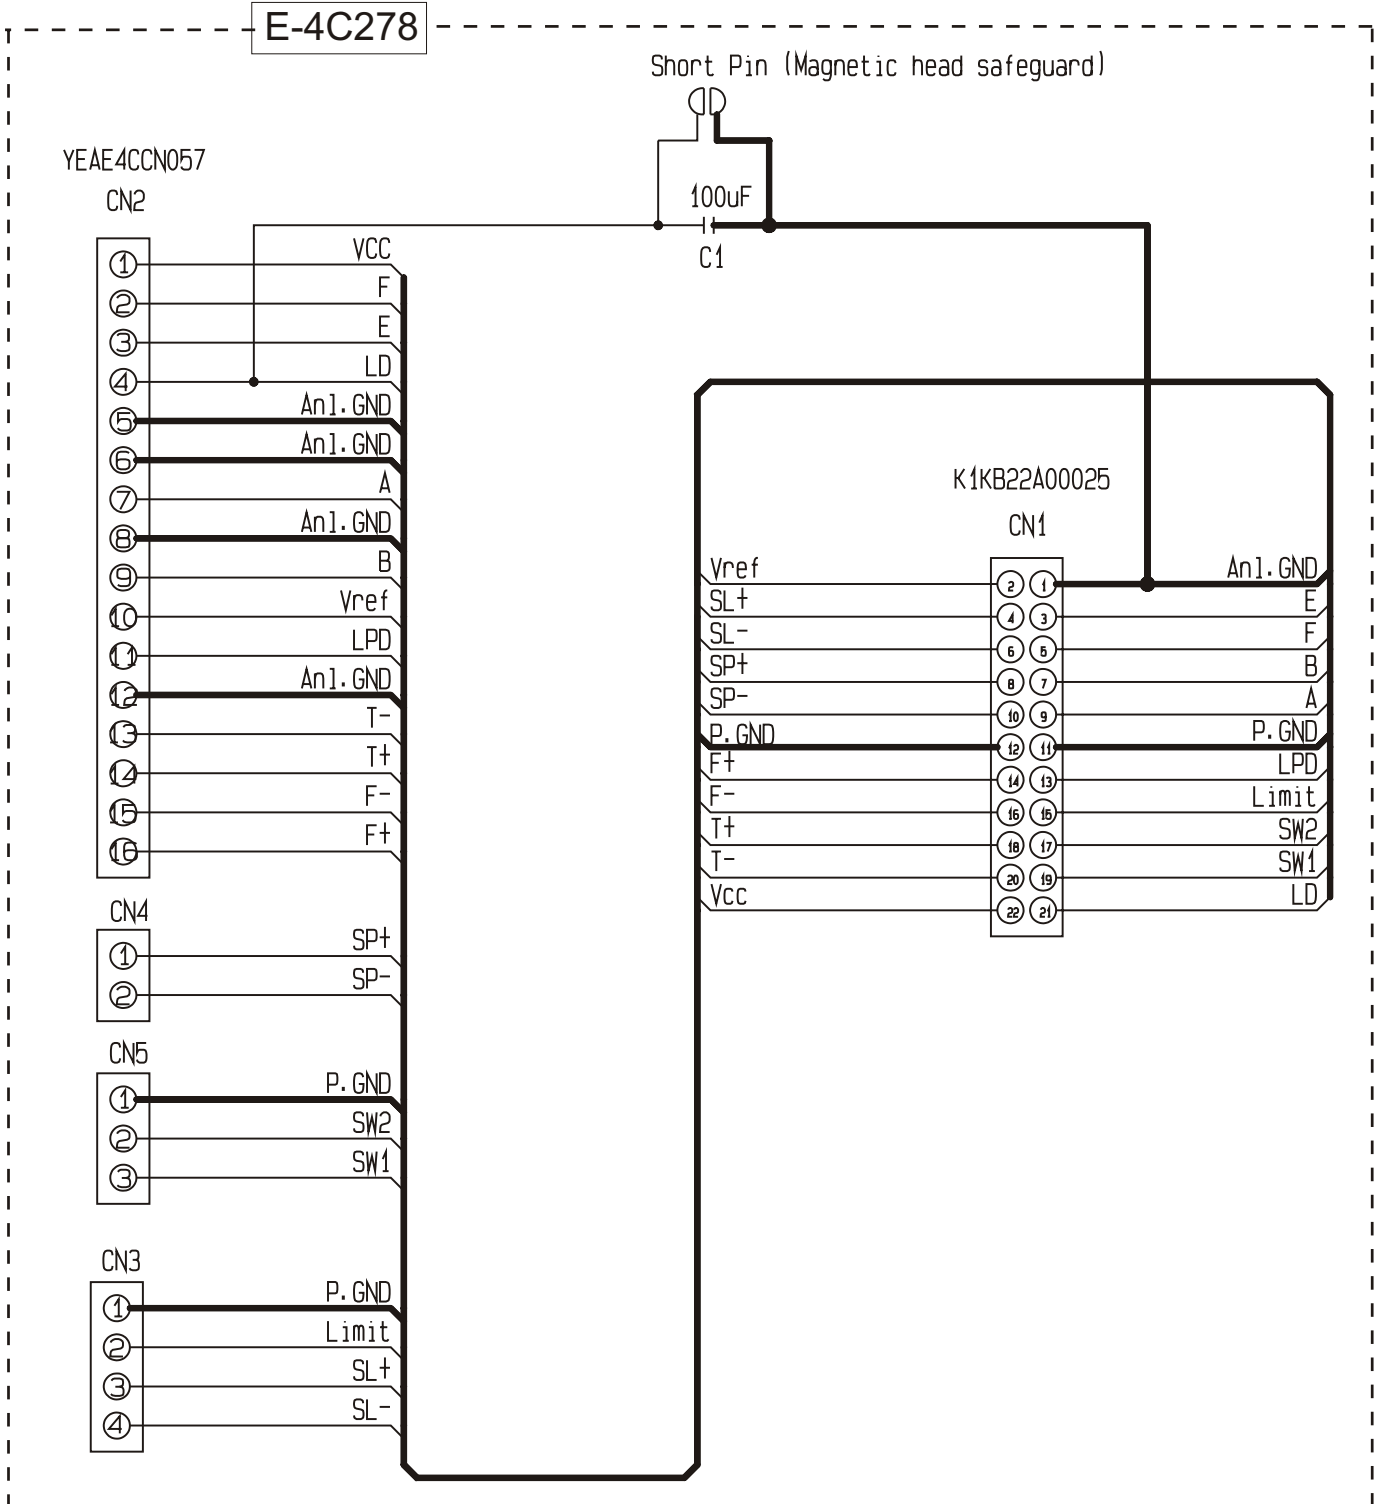 E-4C278
Short Pin (Magnetic head safeguard)
YEAE4CCN057
CN2
100uF
C1
1 VCC
2 F
3 E
4 LD
5 Anl.GND
6 Anl.GND
7 A
8 Anl.GND
9 B
10 Vref
11 LPD
12 Anl.GND
13 T-
14 T+
15 F-
16 F+
CN4
1 SP+
2 SP-
CN5
1 P.GND
2 SW2
3 SW1
CN3
1 P.GND
2 Limit
3 SL+
4 SL-
K1KB22A00025
CN1
Vref 2 1 Anl.GND
SL+ 4 3 E
SL- 6 5 F
SP+ 8 7 B
SP- 10 9 A
P.GND 12 11 P.GND
F+ 14 13 LPD
F- 16 15 Limit
T+ 18 17 SW2
T- 20 19 SW1
Vcc 22 21 LD